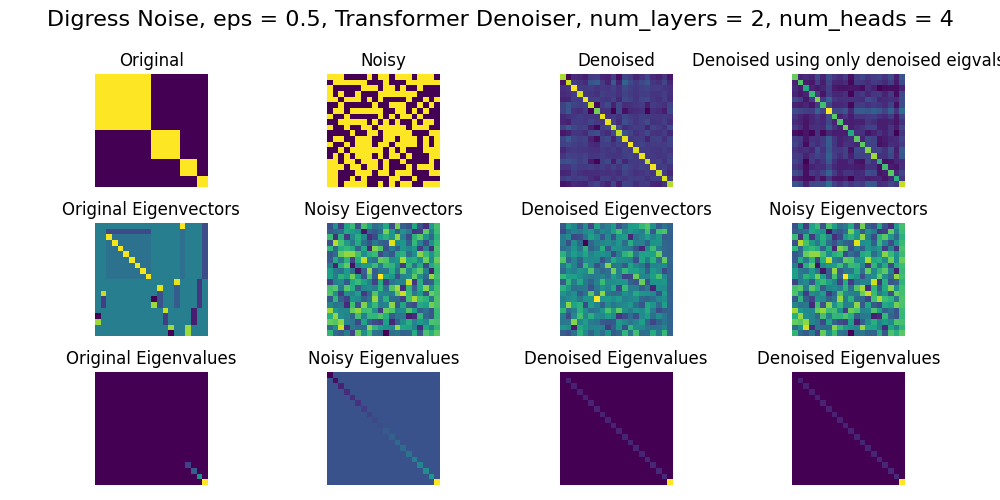 Digress Noise, eps = 0.5, Transformer Denoiser, num_layers = 2, num_heads = 4
Original
Noisy
Denoised
Denoised using only denoised eigvals
Original Eigenvectors
Noisy Eigenvectors
Denoised Eigenvectors
Noisy Eigenvectors
Original Eigenvalues
Noisy Eigenvalues
Denoised Eigenvalues
Denoised Eigenvalues